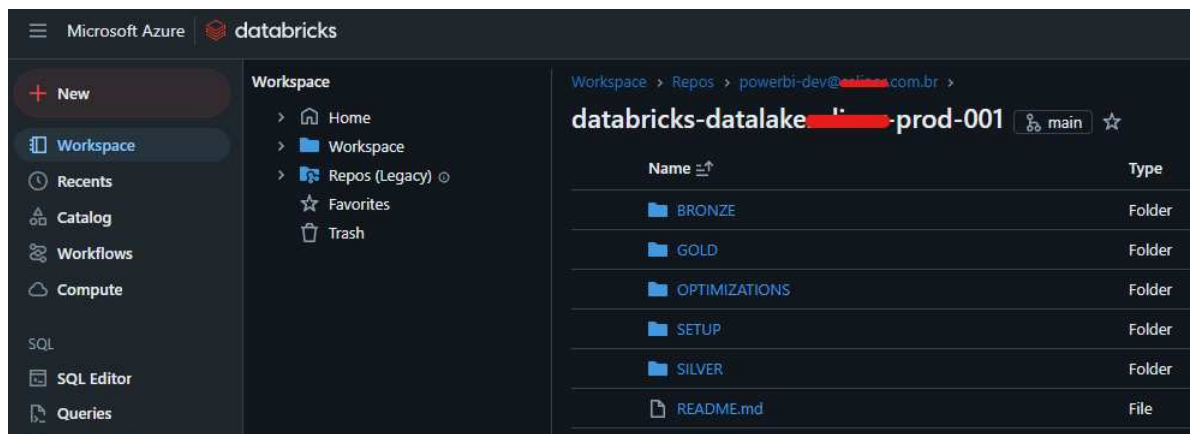 Microsoft Azure databricks
New
Workspace
Recents
Catalog
Workflows
Compute
SQL
SQL Editor
Queries
Workspace
Home
Workspace
Repos (Legacy)
Favorites
Trash
Workspace > Repos > powerbi-dev@ .com.br >
databricks-datalake -prod-001 main
Name Type
BRONZE Folder
GOLD Folder
OPTIMIZATIONS Folder
SETUP Folder
SILVER Folder
README.md File